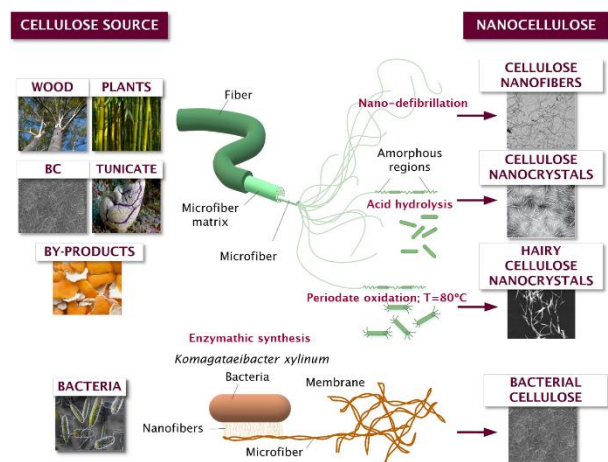 CELLULOSE SOURCE
NANOCELLULOSE
WOOD
PLANTS
BC
TUNICATE
BY-PRODUCTS
BACTERIA
Fiber
Microfiber
matrix
Microfiber
Nano-defibrillation
Amorphous
regions
Acid hydrolysis
Periodate oxidation; T=80ºC
Enzymathic synthesis
Komagataeibacter xylinum
Bacteria
Membrane
Nanofibers
Microfiber
CELLULOSE
NANOFIBERS
CELLULOSE
NANOCRYSTALS
HAIRY
CELLULOSE
NANOCRYSTALS
BACTERIAL
CELLULOSE